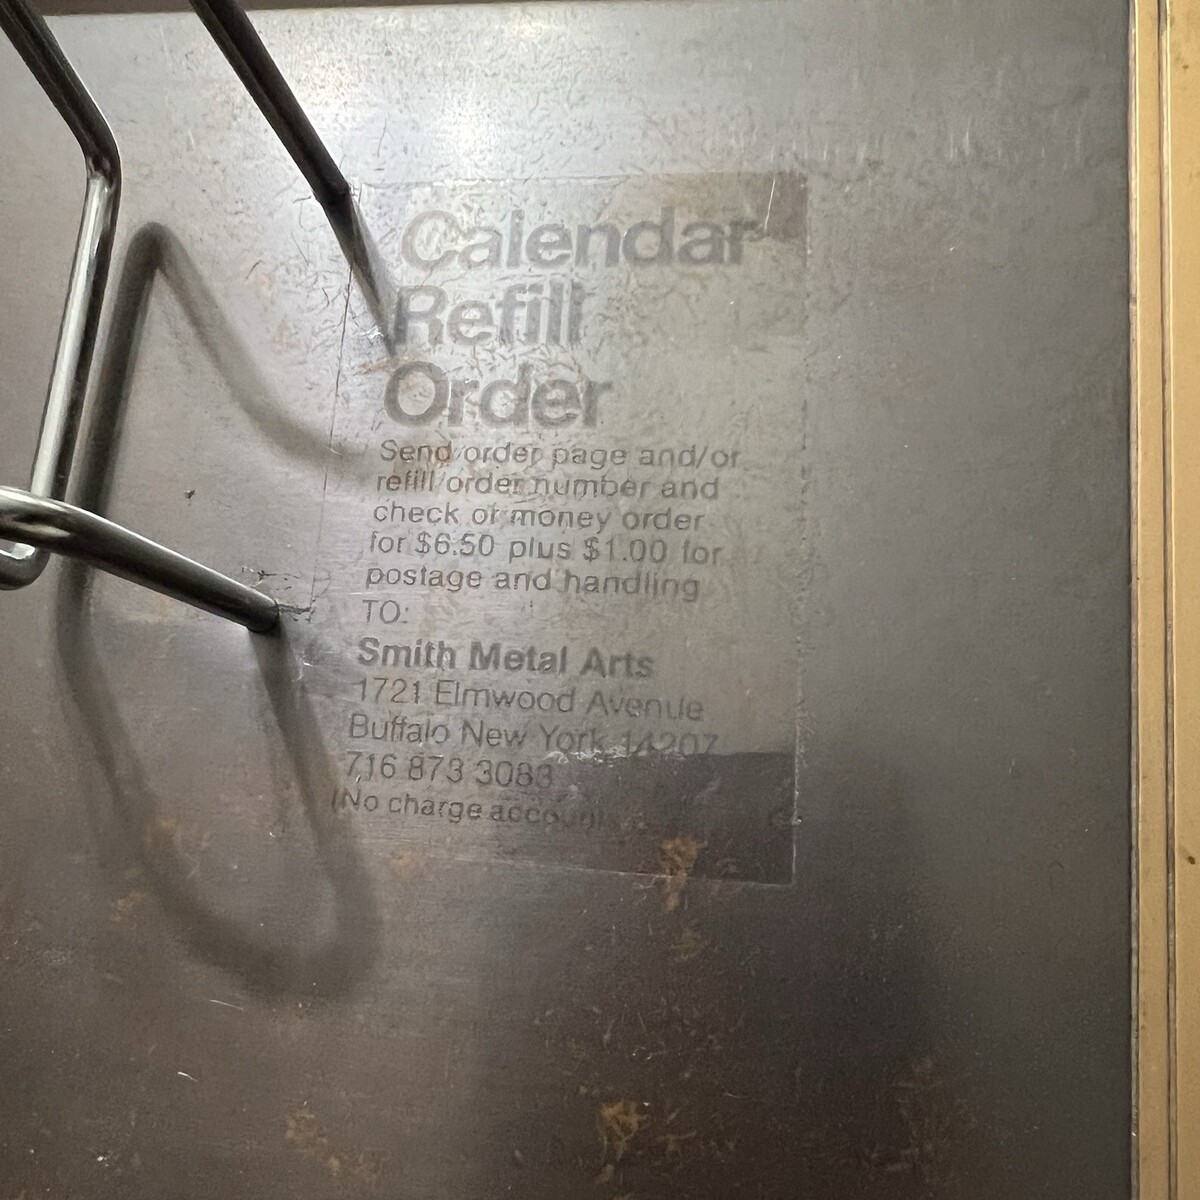 Calendar
Refill
Order
Send order page and/or
refill order number and
check or money order
for $6.50 plus $1.00 for
postage and handling
TO:
Smith Metal Arts
1721 Elmwood Avenue
Buffalo New York 14207
716 873 3083
(No charge